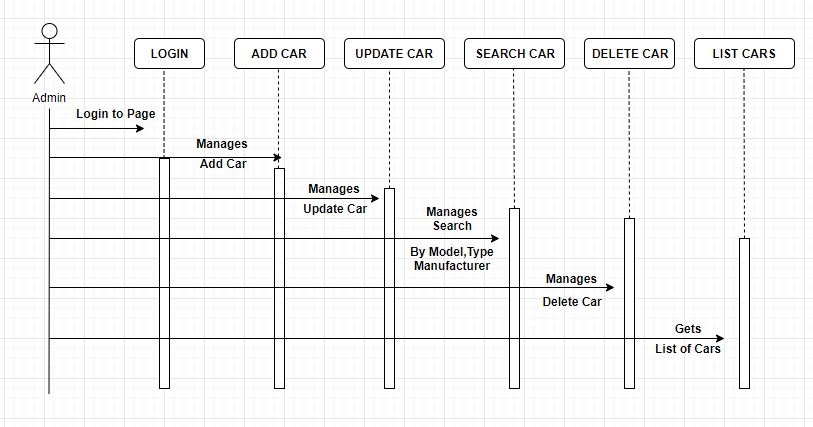 LOGIN
ADD CAR
UPDATE CAR
SEARCH CAR
DELETE CAR
LIST CARS
Admin
Login to Page
Manages
Add Car
Manages
Update Car
Manages
Search
By Model,Type
Manufacturer
Manages
Delete Car
Gets
List of Cars